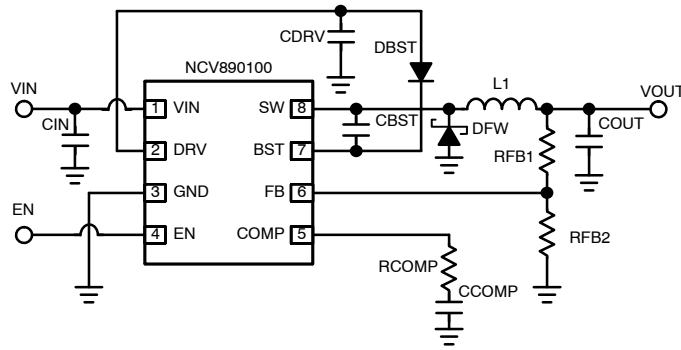 CDRV
DBST
NCV890100
VIN
L1
VOUT
1 VIN
SW 8
CIN
CBST
DFW
COUT
2 DRV
BST 7
RFB1
3 GND
FB 6
EN
4 EN
COMP 5
RFB2
RCOMP
CCOMP